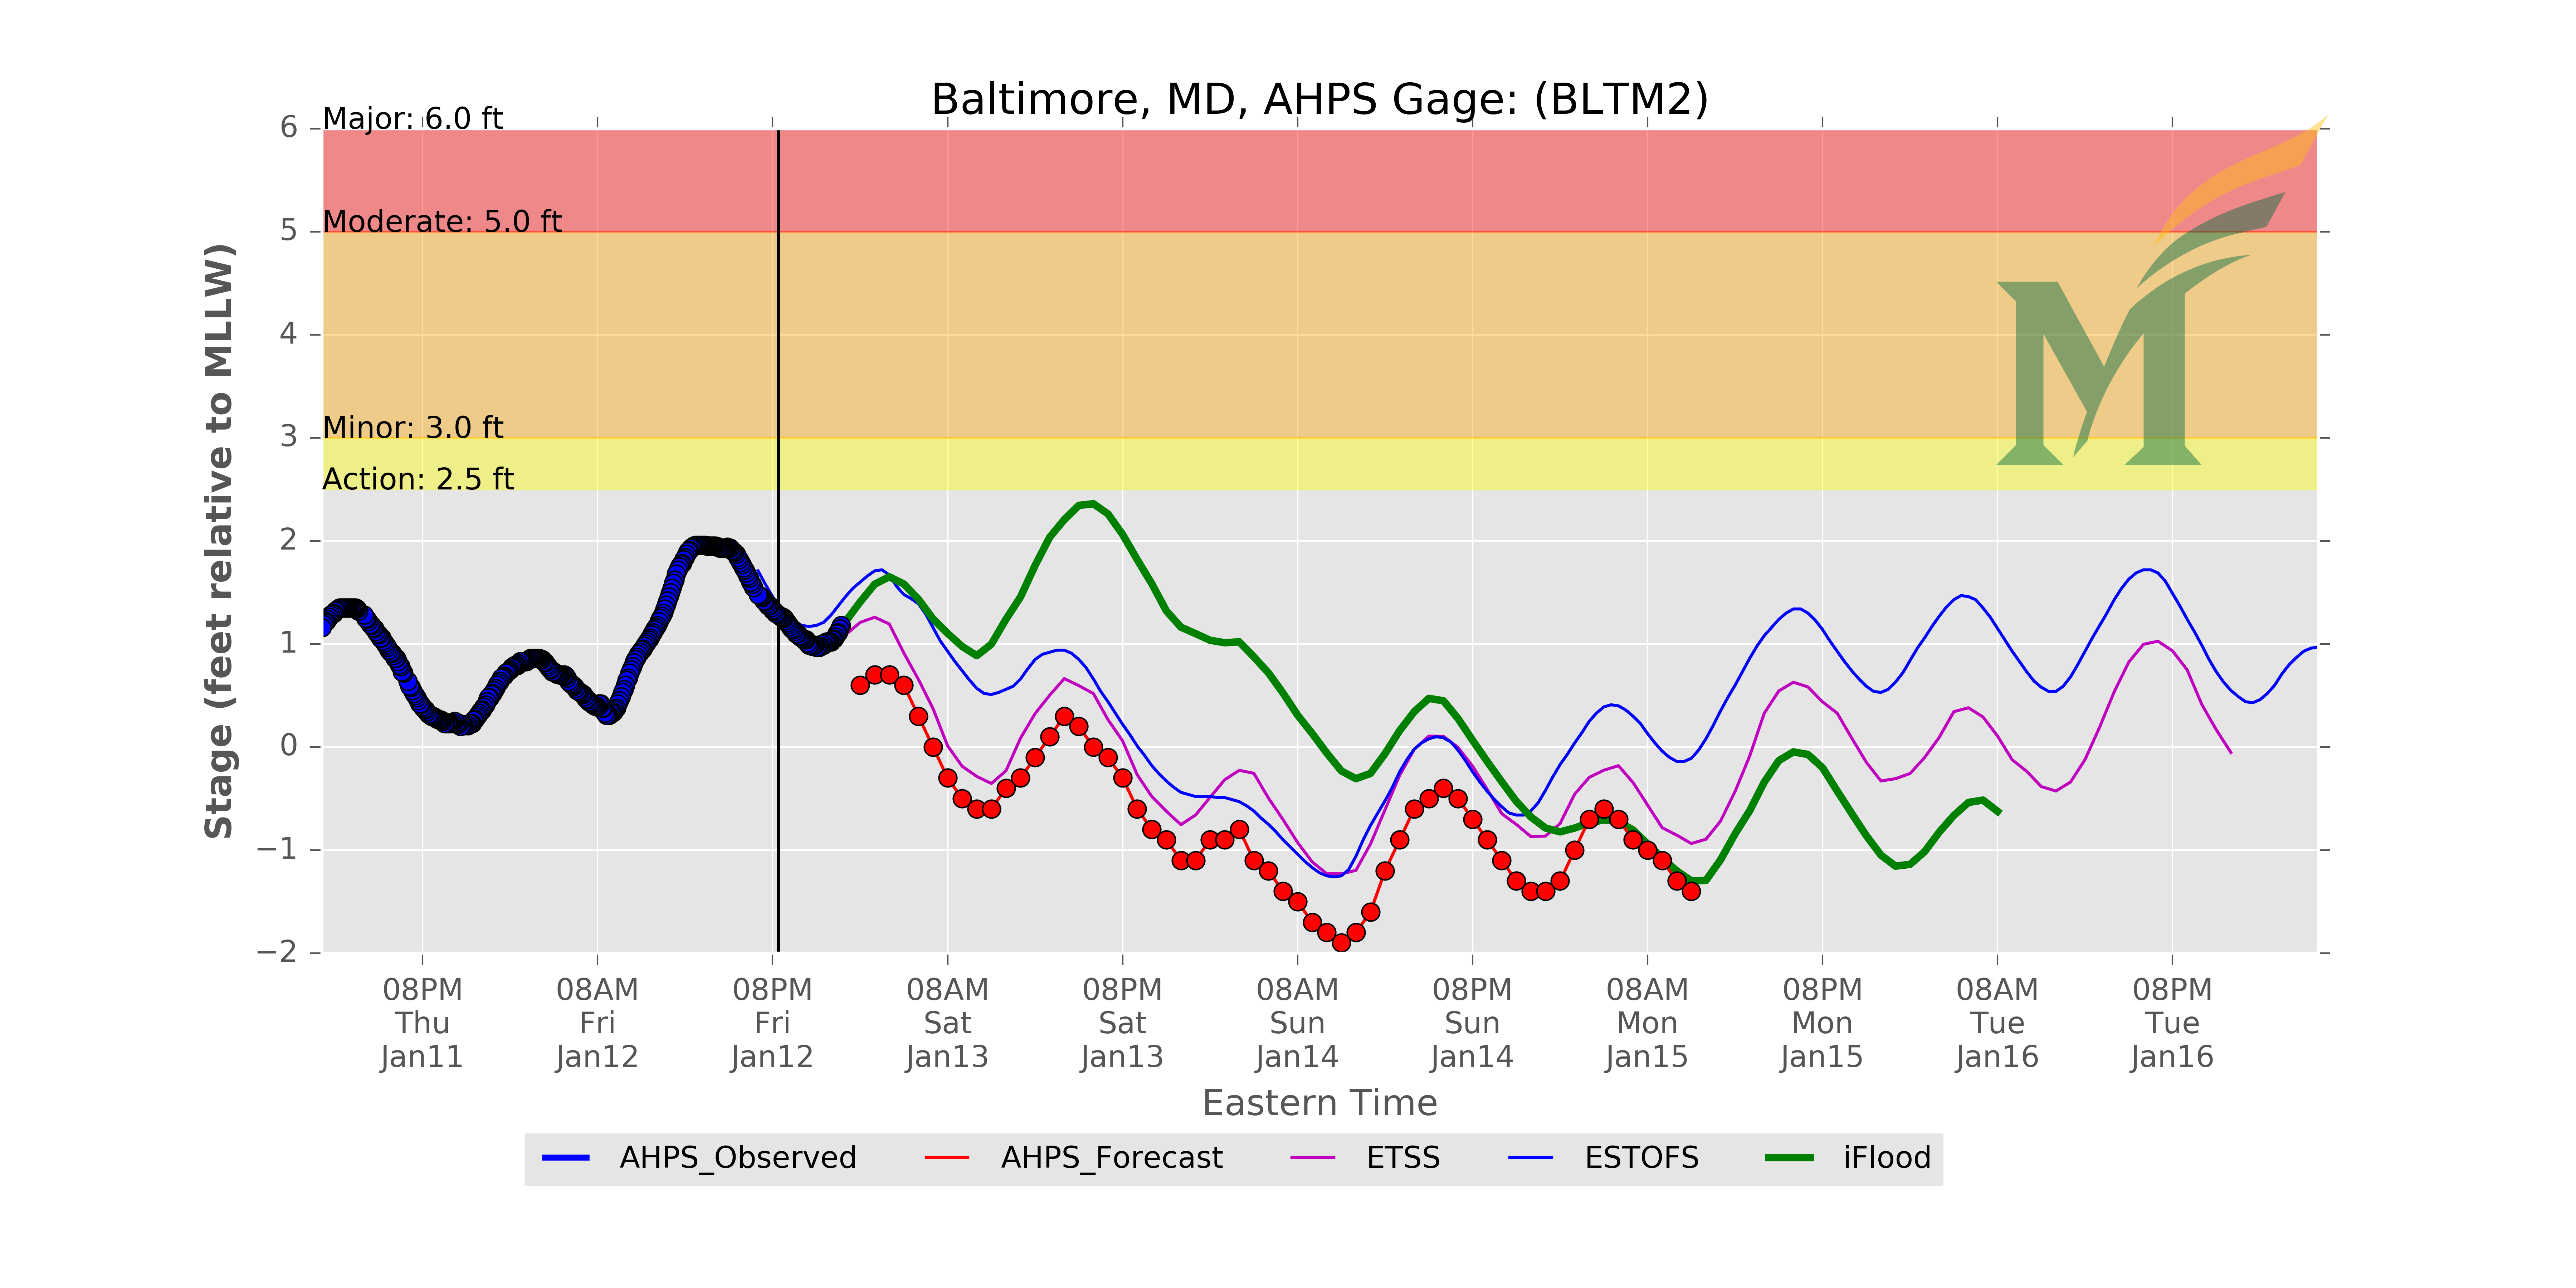 Baltimore, MD, AHPS Gage: (BLTM2)
Major: 6.0 ft
Moderate: 5.0 ft
Minor: 3.0 ft
Action: 2.5 ft
6
5
4
3
2
1
0
−1
−2
Stage (feet relative to MLLW)
08PM 08AM 08PM 08AM 08PM 08AM 08PM 08AM 08PM 08AM 08PM
Thu Fri Fri Sat Sat Sun Sun Mon Mon Tue Tue
Jan11 Jan12 Jan12 Jan13 Jan13 Jan14 Jan14 Jan15 Jan15 Jan16 Jan16
Eastern Time
AHPS_Observed AHPS_Forecast ETSS ESTOFS iFlood
M